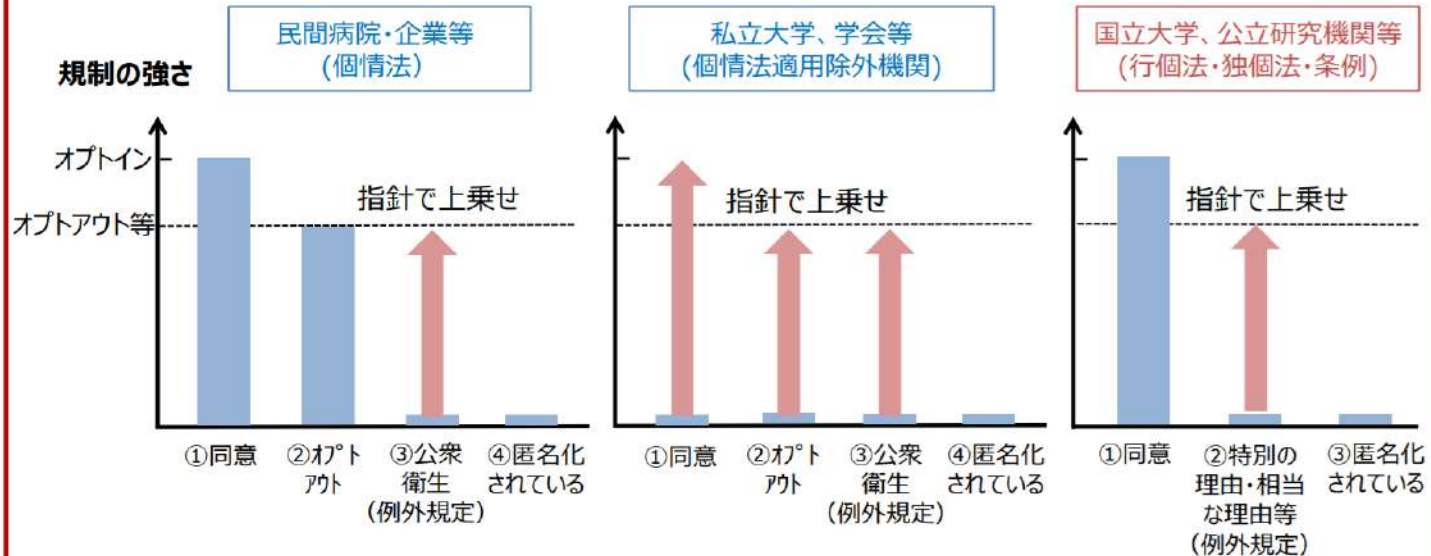 民間病院・企業等
(個情法)
私立大学、学会等
(個情法適用除外機関)
国立大学、公立研究機関等
(行個法・独個法・条例)
規制の強さ
オプトイン
オプトアウト等
指針で上乗せ
①同意
②ｵﾌﾟﾄ
ｱｳﾄ
③公衆
衛生
(例外規定)
④匿名化
されている
指針で上乗せ
①同意
②ｵﾌﾟﾄ
ｱｳﾄ
③公衆
衛生
(例外規定)
④匿名化
されている
指針で上乗せ
①同意
②特別の
理由・相当
な理由等
(例外規定)
③匿名化
されている